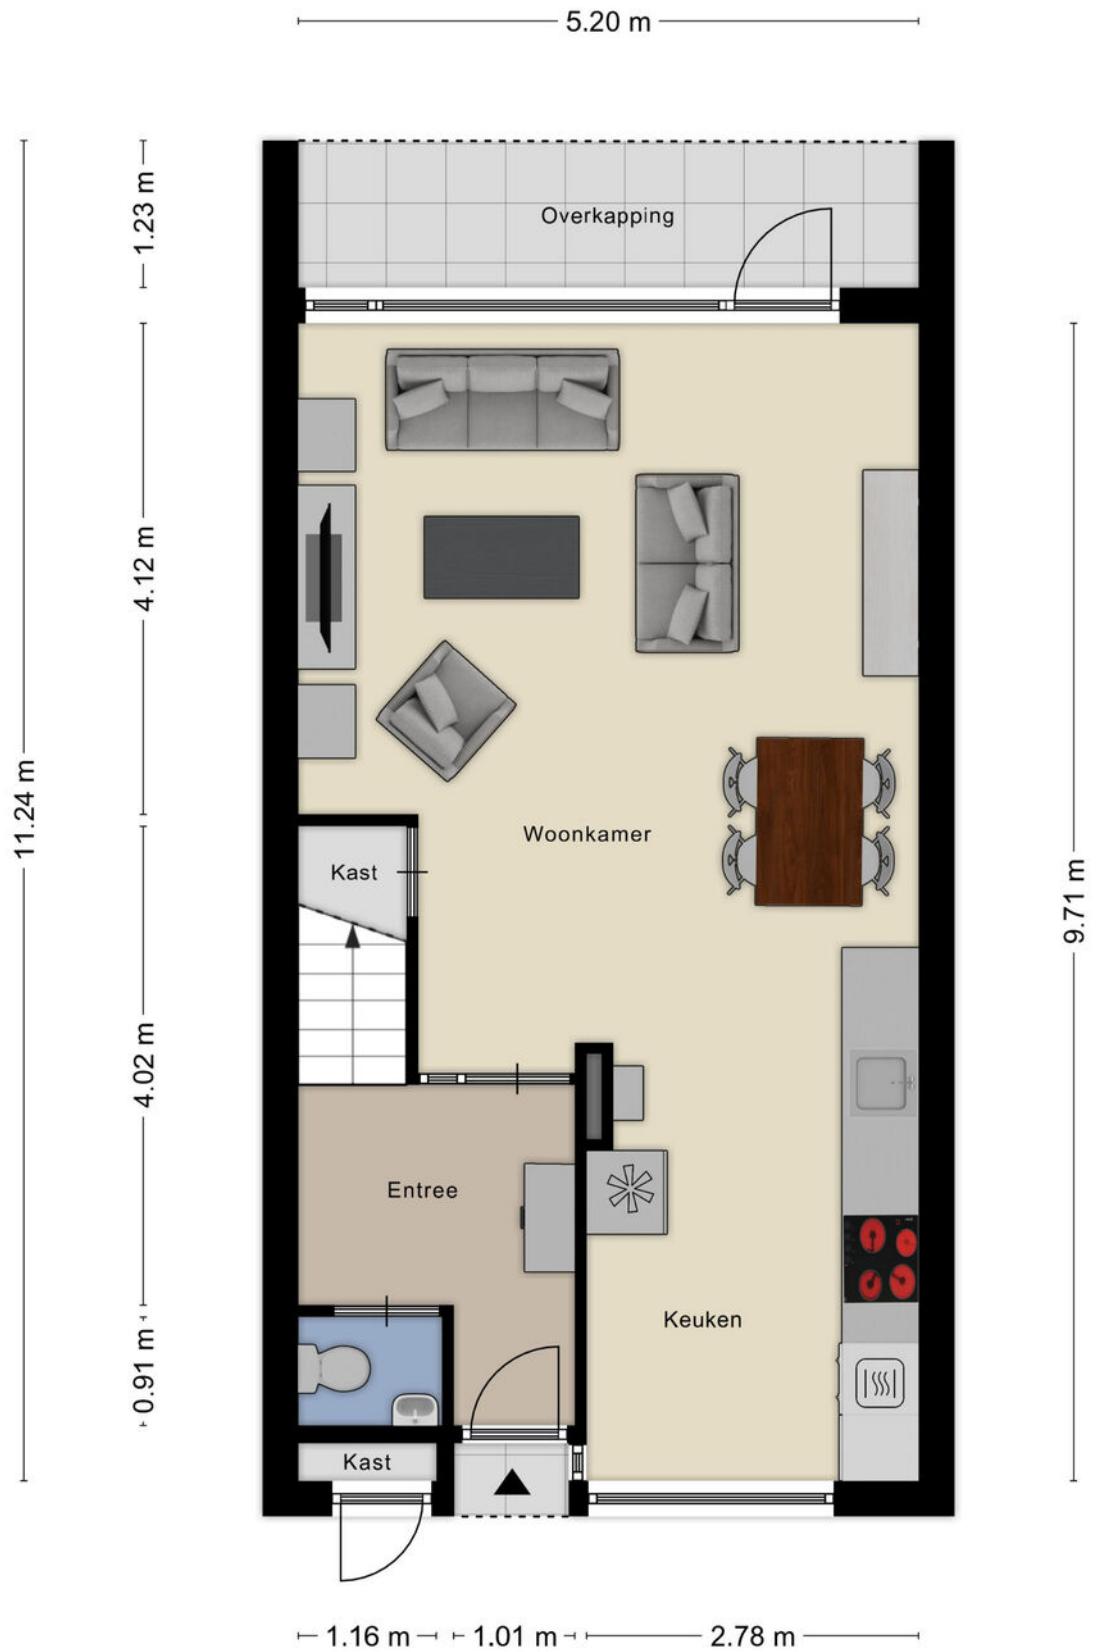 5.20 m
1.23 m
Overkapping
4.12 m
11.24 m
Woonkamer
Kast
9.71 m
4.02 m
Entree
Keuken
0.91 m
Kast
1.16 m
1.01 m
2.78 m